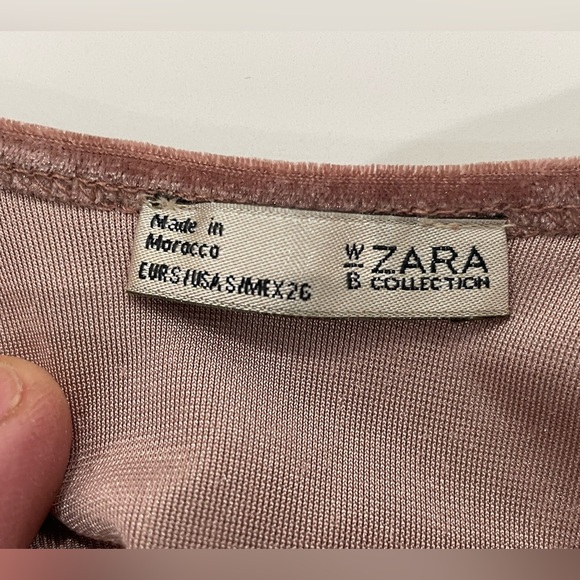 Made in
Morocco
EUR S/USA S/MEX 26
W
B
ZARA
COLLECTION